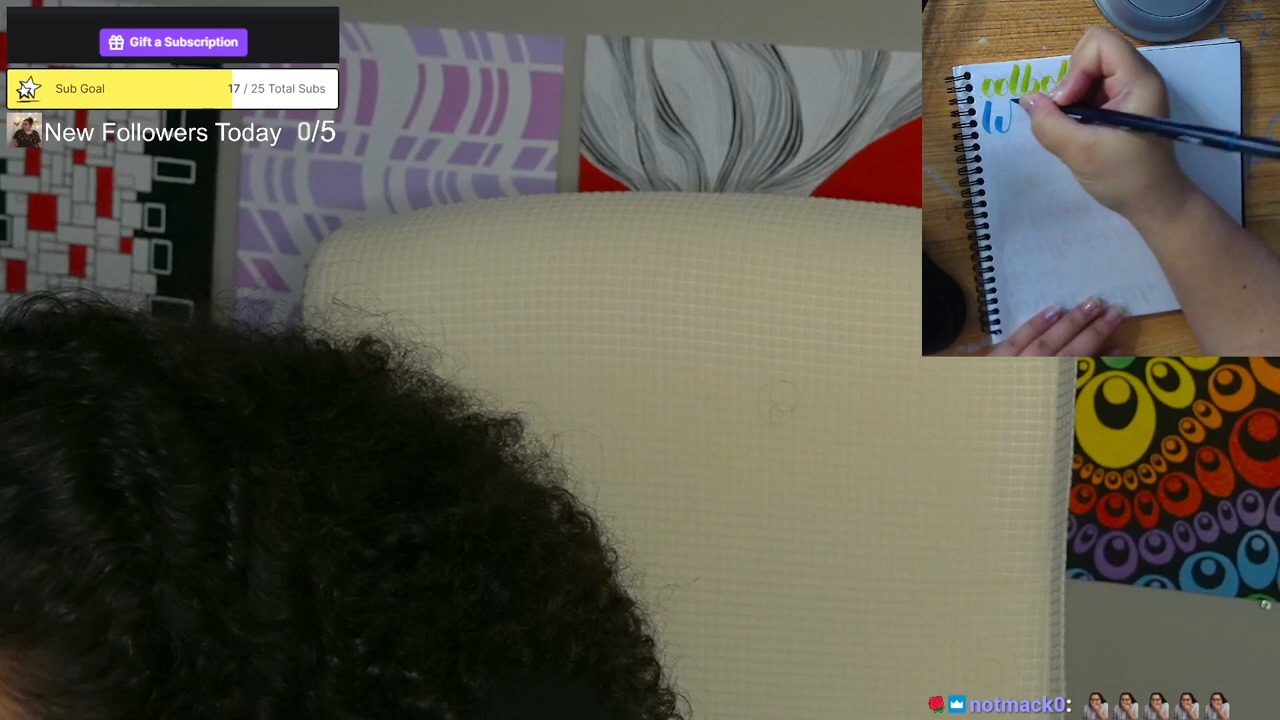 Gift a Subscription
Sub Goal 17 / 25 Total Subs
New Followers Today 0/5
notmack0: